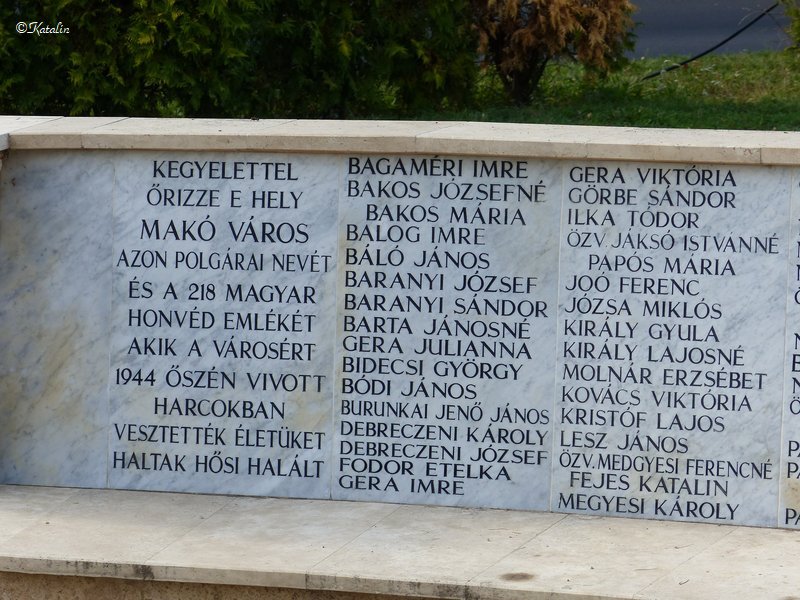 ©Katalin
KEGYELETTEL
ŐRIZZE E HELY
MAKÓ VÁROS
AZON POLGÁRAI NEVÉT
ÉS A 218 MAGYAR
HONVÉD EMLÉKÉT
AKIK A VÁROSÉRT
1944 ŐSZÉN VIVOTT
HARCOKBAN
VESZTETTÉK ÉLETÜKET
HALTAK HŐSI HALÁLT
BAGAMÉRI IMRE
BAKOS JÓZSEFNÉ
BAKOS MÁRIA
BALOG IMRE
BÁLÓ JÁNOS
BARANYI JÓZSEF
BARANYI SÁNDOR
BARTA JÁNOSNÉ
GERA JULIANNA
BIDECSI GYÖRGY
BÓDI JÁNOS
BURUNKAI JENŐ JÁNOS
DEBRECZENI KÁROLY
DEBRECZENI JÓZSEF
FODOR ETELKA
GERA IMRE
GERA VIKTÓRIA
GÖRBE SÁNDOR
ILKA TÓDOR
ÖZV. JÁKSÓ ISTVÁNNÉ
PAPÓS MÁRIA
JOÓ FERENC
JÓZSA MIKLÓS
KIRÁLY GYULA
KIRÁLY LAJOSNÉ
MOLNÁR ERZSÉBET
KOVÁCS VIKTÓRIA
KRISTÓF LAJOS
LESZ JÁNOS
ÖZV. MEDGYESI FERENCNÉ
FEJES KATALIN
MEGYESI KÁROLY